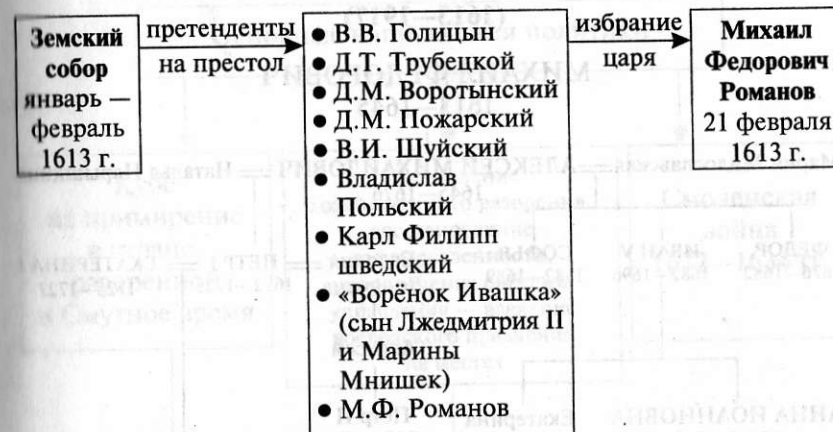 Земский
собор
январь —
февраль
1613 г.
претенденты
на престол
● В.В. Голицын
● Д.Т. Трубецкой
● Д.М. Воротынский
● Д.М. Пожарский
● В.И. Шуйский
● Владислав
Польский
● Карл Филипп
шведский
● «Ворёнок Ивашка»
(сын Лжедмитрия II
и Марины
Мнишек)
● М.Ф. Романов
избрание
царя
Михаил
Федорович
Романов
21 февраля
1613 г.